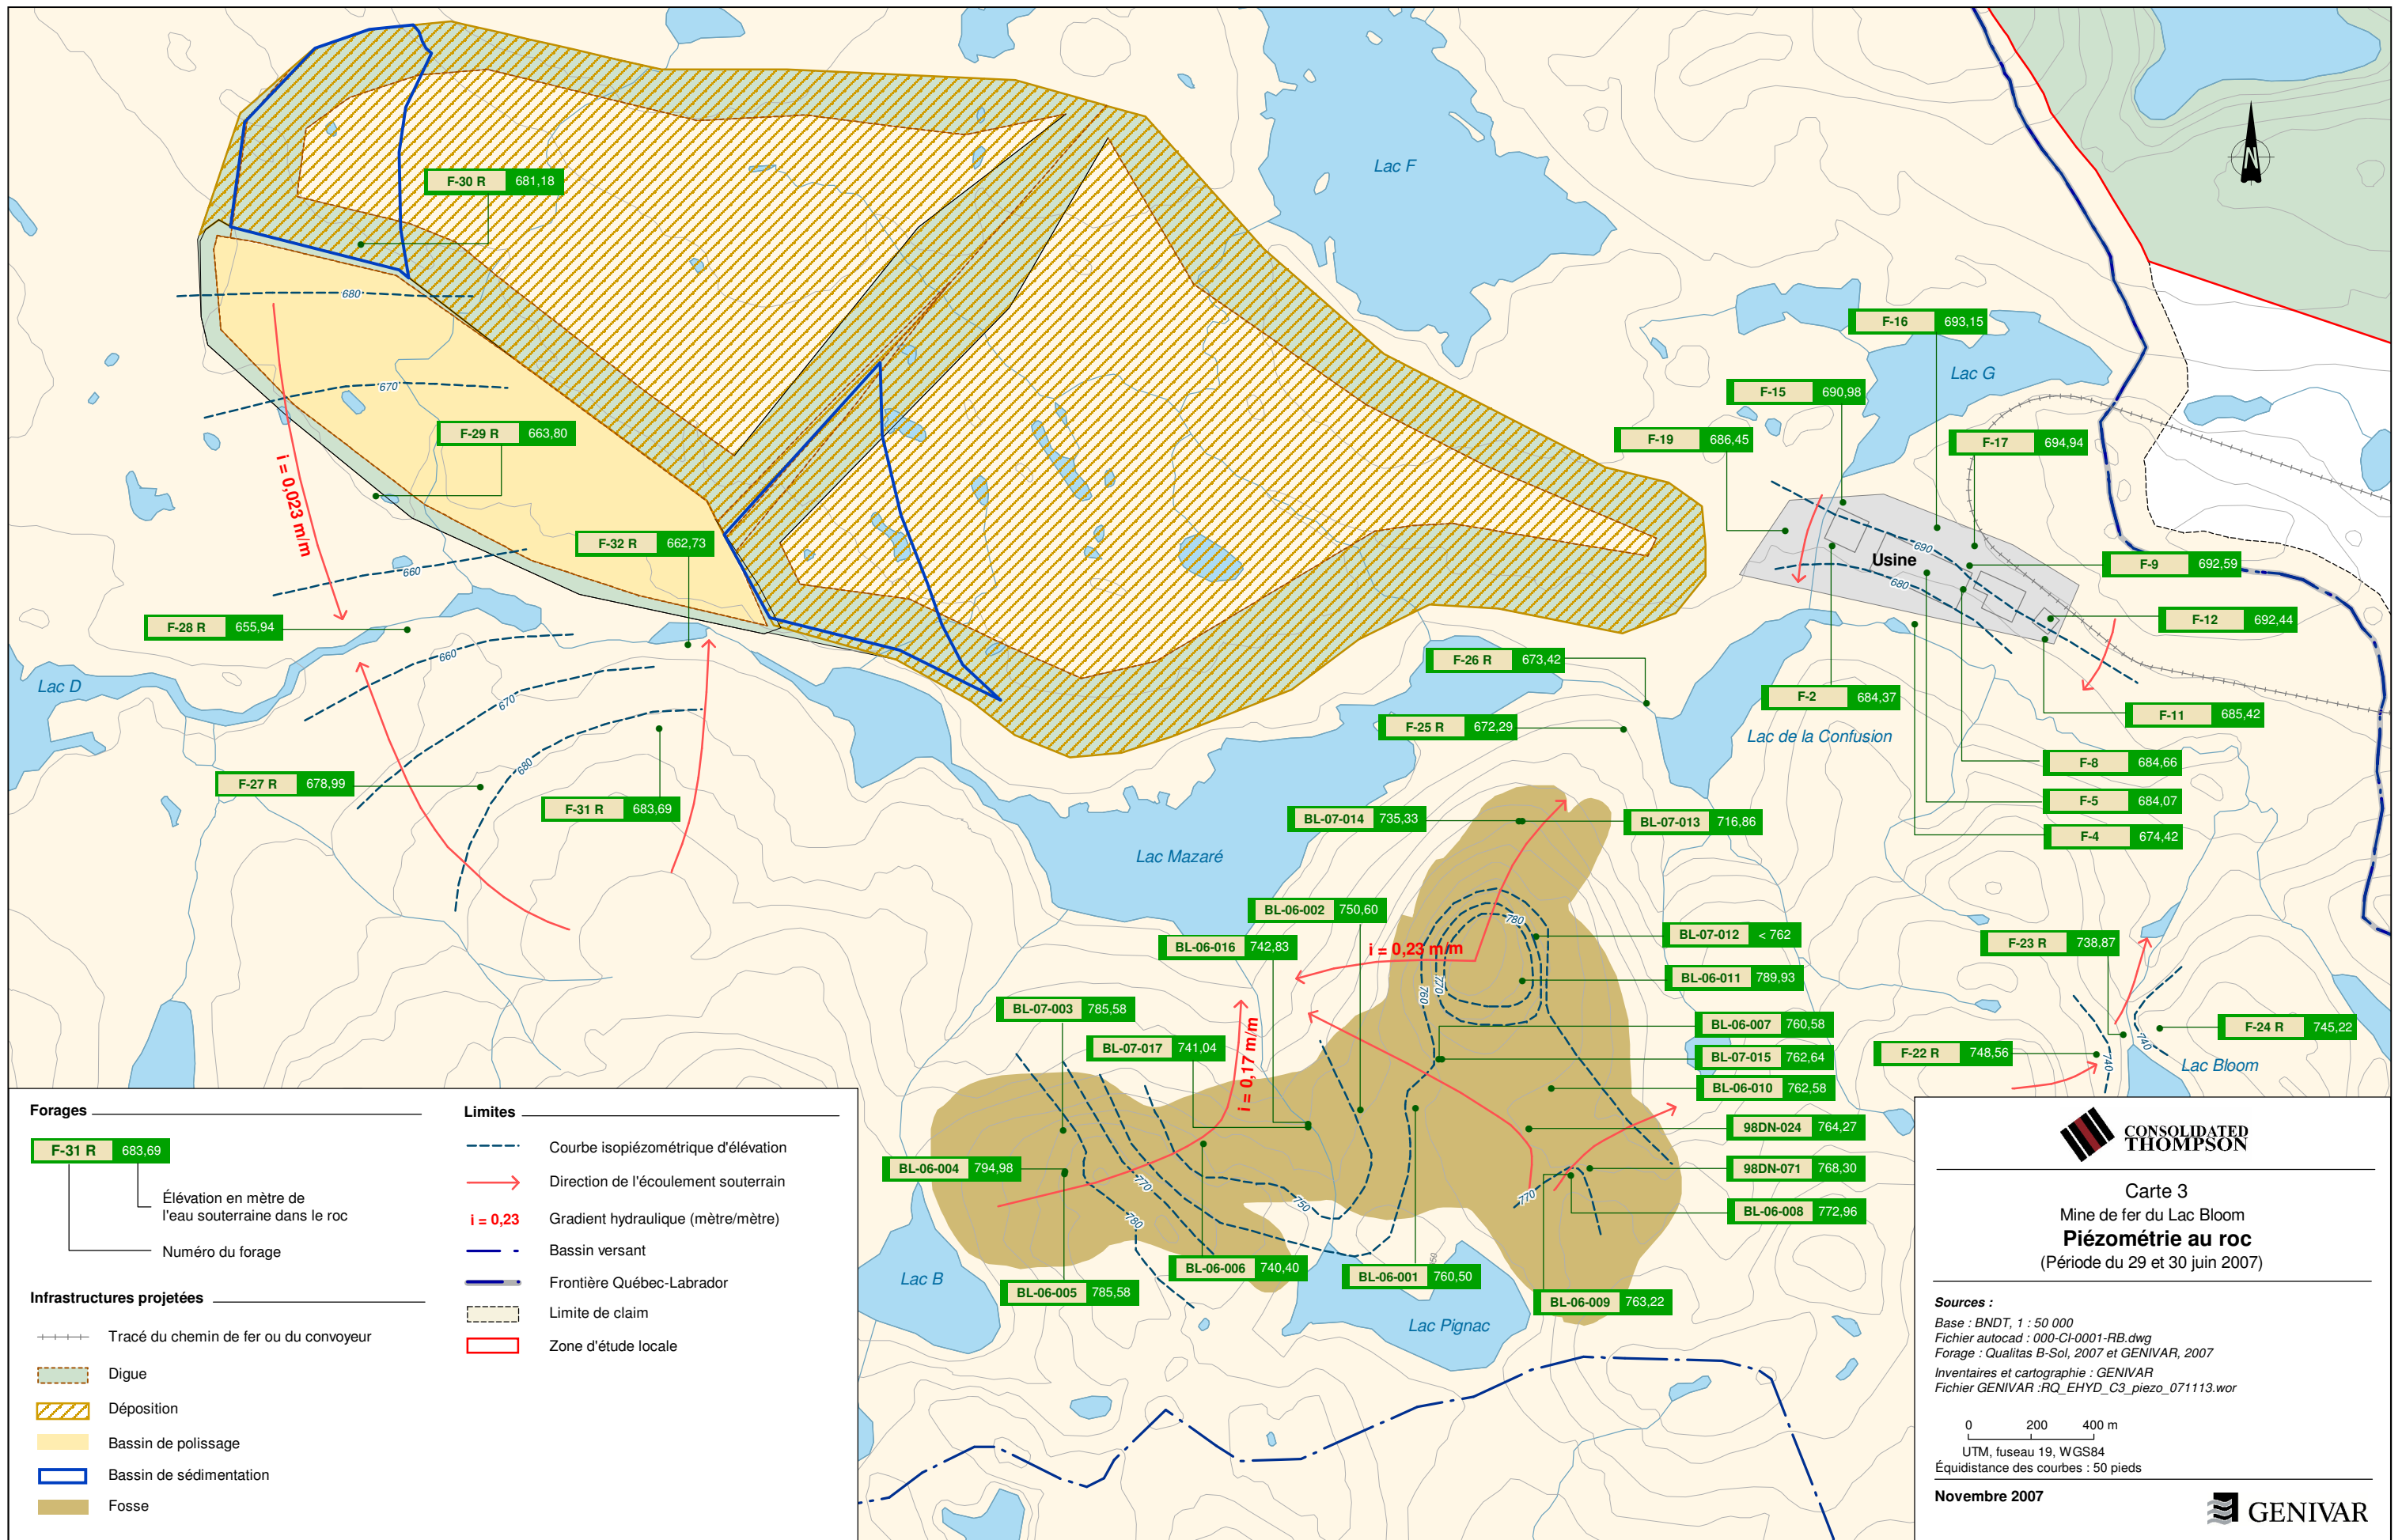 Lac F
F-30 R 681,18
680
F-16 693,15
Lac G
670
F-15 690,98
F-29 R 663,80
F-19 686,45
F-17 694,94
i = 0,023 m/m
F-32 R 662,73
690
Usine
F-9 692,59
660
680
F-28 R 655,94
F-12 692,44
660
F-26 R 673,42
Lac D
670
F-2 684,37
F-11 685,42
F-25 R 672,29
Lac de la Confusion
680
F-8 684,66
F-27 R 678,99
F-31 R 683,69
F-5 684,07
BL-07-014 735,33
BL-07-013 716,86
F-4 674,42
Lac Mazaré
BL-06-002 750,60
780
BL-06-016 742,83
i = 0,23 m/m
BL-07-012 < 762
F-23 R 738,87
BL-06-011 789,93
770
760
BL-07-003 785,58
BL-06-007 760,58
F-24 R 745,22
BL-07-017 741,04
i = 0,17 m/m
BL-07-015 762,64
F-22 R 748,56
740
740
Lac Bloom
BL-06-010 762,58
98DN-024 764,27
BL-06-004 794,98
98DN-071 768,30
770
750
770
780
BL-06-008 772,96
Lac B
BL-06-006 740,40
BL-06-001 760,50
BL-06-005 785,58
BL-06-009 763,22
Lac Pignac
N
Forages
F-31 R 683,69
Élévation en mètre de
l'eau souterraine dans le roc
Numéro du forage
Infrastructures projetées
Tracé du chemin de fer ou du convoyeur
Digue
Déposition
Bassin de polissage
Bassin de sédimentation
Fosse
Limites
Courbe isopiézométrique d'élévation
Direction de l'écoulement souterrain
i = 0,23 Gradient hydraulique (mètre/mètre)
Bassin versant
Frontière Québec-Labrador
Limite de claim
Zone d'étude locale
CONSOLIDATED
THOMPSON
Carte 3
Mine de fer du Lac Bloom
Piézométrie au roc
(Période du 29 et 30 juin 2007)
Sources :
Base : BNDT, 1 : 50 000
Fichier autocad : 000-CI-0001-RB.dwg
Forage : Qualitas B-Sol, 2007 et GENIVAR, 2007
Inventaires et cartographie : GENIVAR
Fichier GENIVAR :RQ_EHYD_C3_piezo_071113.wor
0 200 400 m
UTM, fuseau 19, WGS84
Équidistance des courbes : 50 pieds
Novembre 2007
GENIVAR